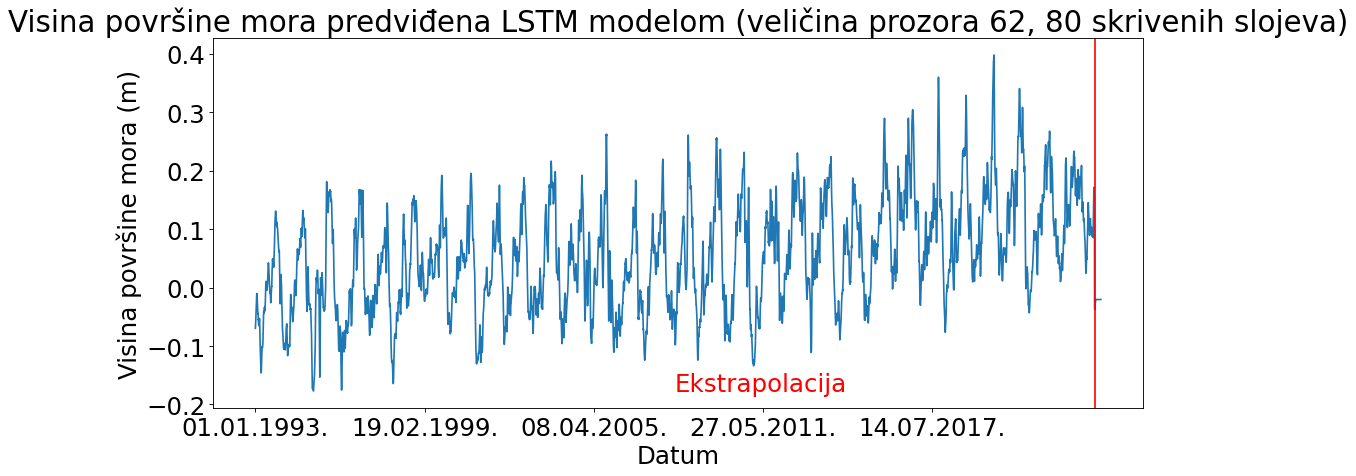 Visina površine mora predviđena LSTM modelom (veličina prozora 62, 80 skrivenih slojeva)
Visina površine mora (m)
0.4
0.3
0.2
0.1
0.0
−0.1
−0.2
Ekstrapolacija
01.01.1993. 19.02.1999. 08.04.2005. 27.05.2011. 14.07.2017.
Datum